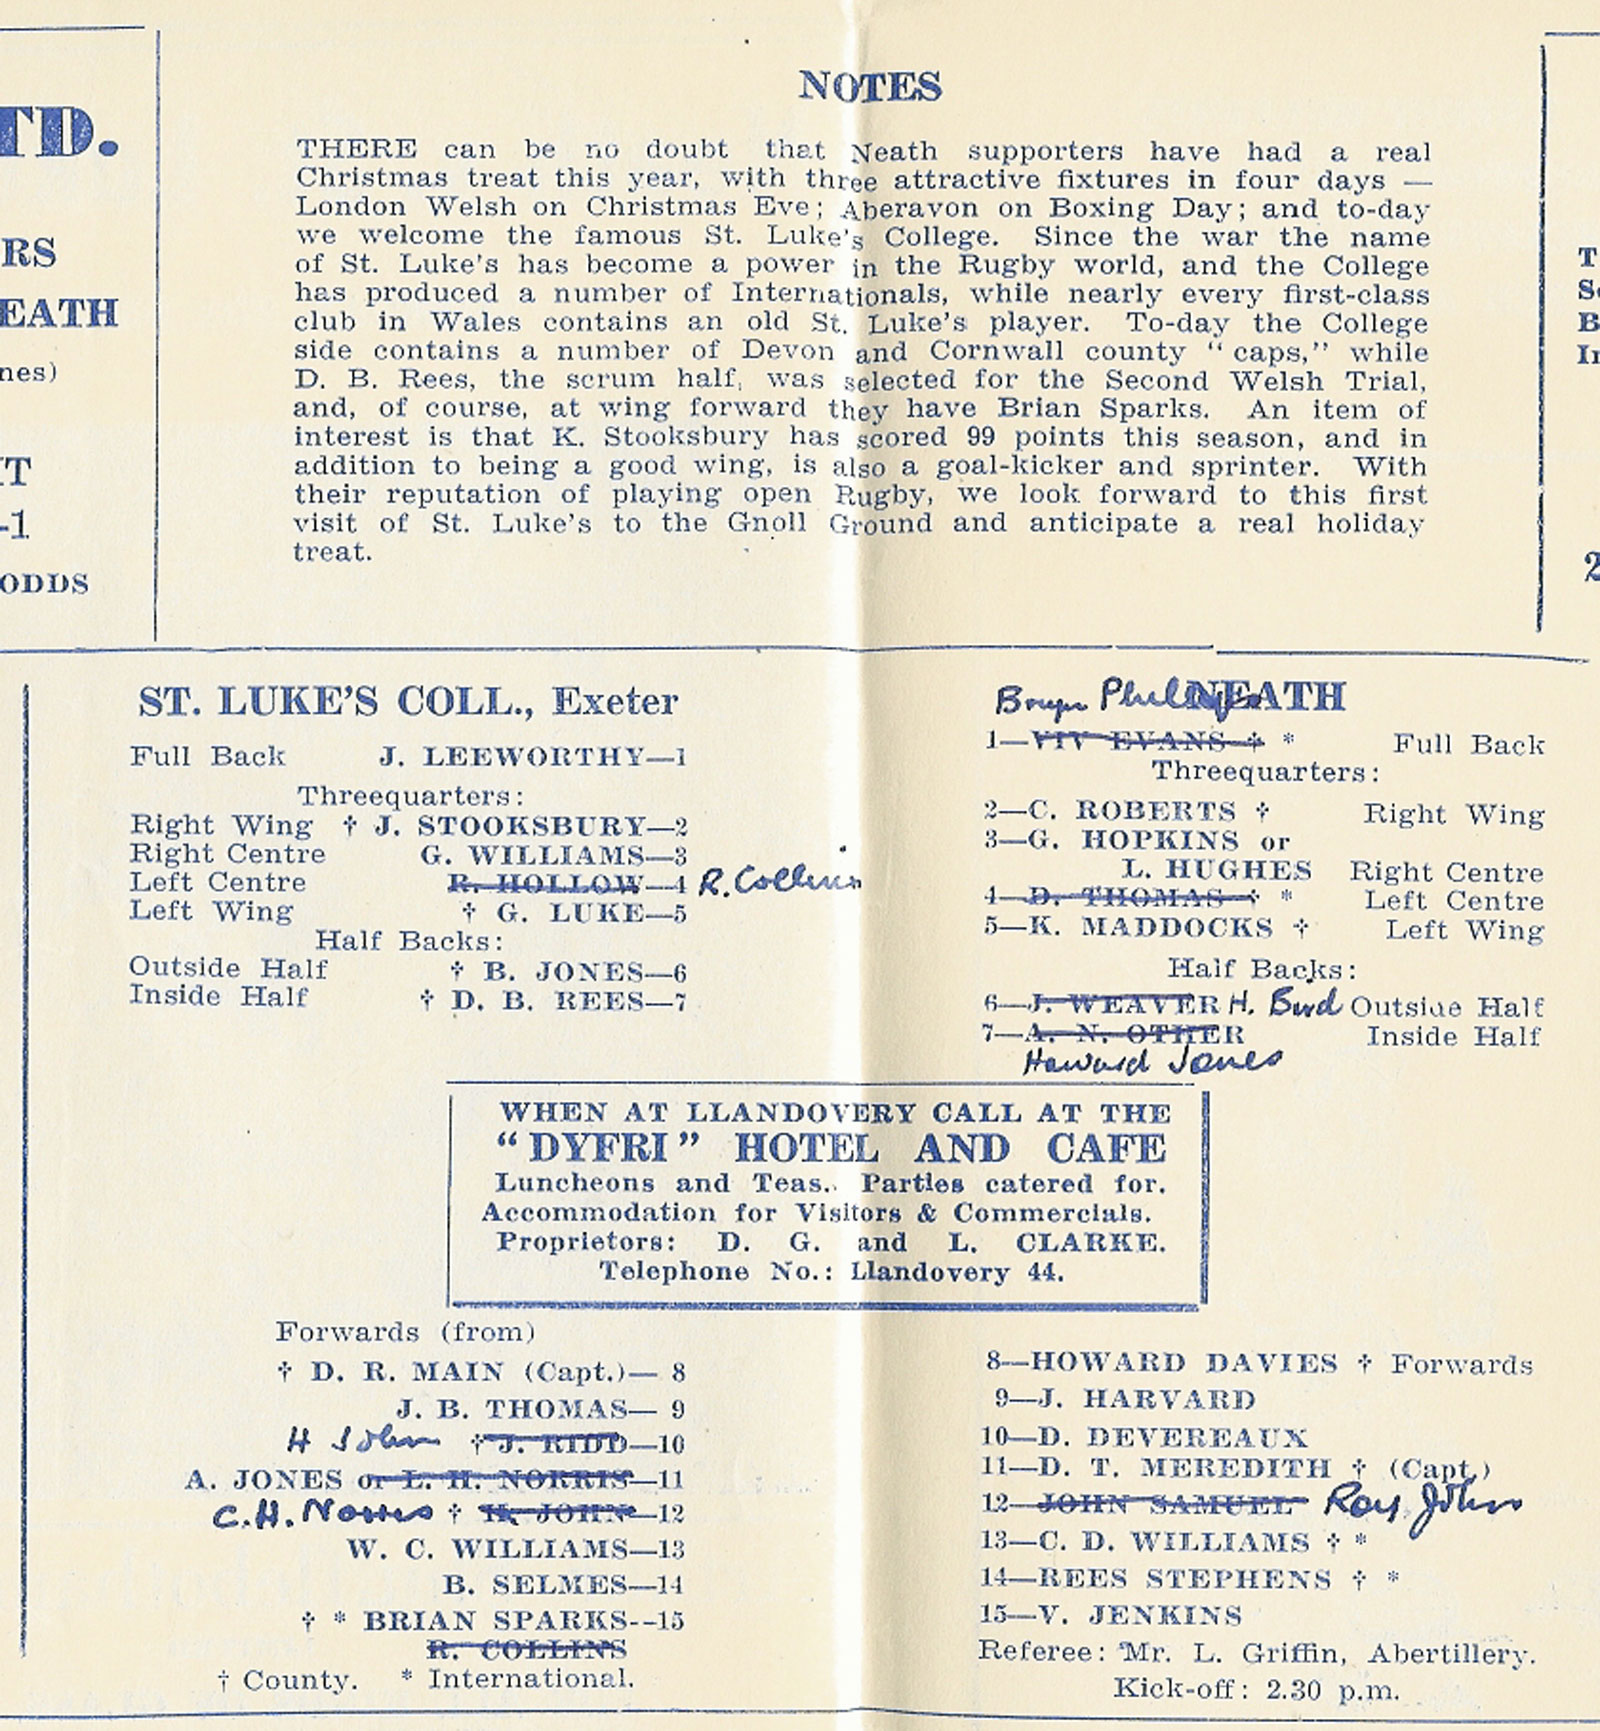 TD.
RS
EATH
nes)
IT
-1
ODDS
NOTES
THERE can be no doubt that Neath supporters have had a real
Christmas treat this year, with three attractive fixtures in four days —
London Welsh on Christmas Eve; Aberavon on Boxing Day; and to-day
we welcome the famous St. Luke's College. Since the war the name
of St. Luke's has become a power in the Rugby world, and the College
has produced a number of Internationals, while nearly every first-class
club in Wales contains an old St. Luke's player. To-day the College
side contains a number of Devon and Cornwall county "caps," while
D. B. Rees, the scrum half, was selected for the Second Welsh Trial,
and, of course, at wing forward they have Brian Sparks. An item of
interest is that K. Stooksbury has scored 99 points this season, and in
addition to being a good wing, is also a goal-kicker and sprinter. With
their reputation of playing open Rugby, we look forward to this first
visit of St. Luke's to the Gnoll Ground and anticipate a real holiday
treat.
T
B
2
ST. LUKE'S COLL., Exeter
Full Back J. LEEWORTHY—1
Threequarters:
Right Wing † J. STOOKSBURY—2
Right Centre G. WILLIAMS—3
Left Centre R. HOLLOW—4 R. Collins
Left Wing † G. LUKE—5
Half Backs:
Outside Half † B. JONES—6
Inside Half † D. B. REES—7
NEATH
Phillips
1—VIV EVANS † * Full Back
Threequarters:
2—C. ROBERTS † Right Wing
3—G. HOPKINS or
L. HUGHES Right Centre
4—D. THOMAS † * Left Centre
5—K. MADDOCKS † Left Wing
Half Backs:
6—J. WEAVER H. Bird Outside Half
7—A. N. OTHER Inside Half
Howard Jones
WHEN AT LLANDOVERY CALL AT THE
"DYFRI" HOTEL AND CAFE
Luncheons and Teas. Parties catered for.
Accommodation for Visitors & Commercials.
Proprietors: D. G. and L. CLARKE.
Telephone No.: Llandovery 44.
Forwards (from)
† D. R. MAIN (Capt.)— 8
J. B. THOMAS— 9
H John † J. RIDD—10
A. JONES or L. H. NORRIS—11
C.H. Norris † H. JOHN—12
W. C. WILLIAMS—13
B. SELMES—14
† * BRIAN SPARKS--15
R. COLLINS
† County. * International.
8—HOWARD DAVIES † Forwards
9—J. HARVARD
10—D. DEVEREAUX
11—D. T. MEREDITH † (Capt.)
12—JOHN SAMUEL Roy John
13—C. D. WILLIAMS † *
14—REES STEPHENS † *
15—V. JENKINS
Referee: Mr. L. Griffin, Abertillery.
Kick-off: 2.30 p.m.